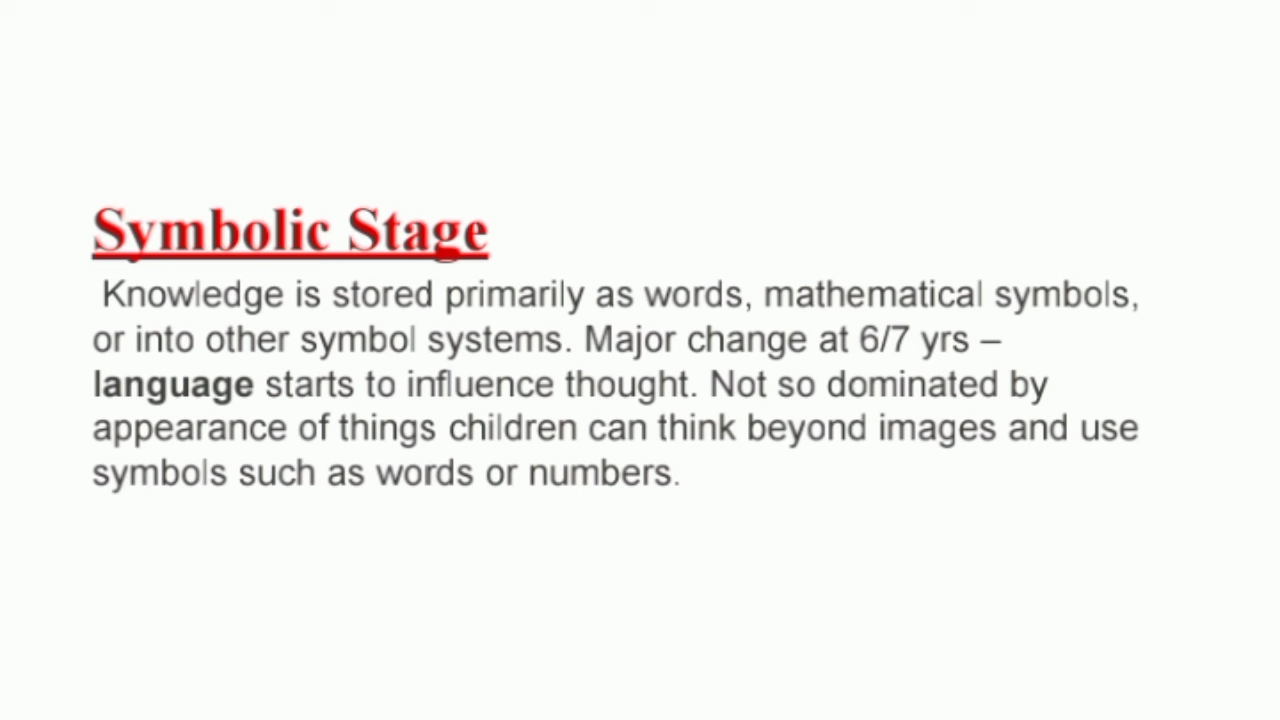 Symbolic Stage
Knowledge is stored primarily as words, mathematical symbols,
or into other symbol systems. Major change at 6/7 yrs –
language starts to influence thought. Not so dominated by
appearance of things children can think beyond images and use
symbols such as words or numbers.